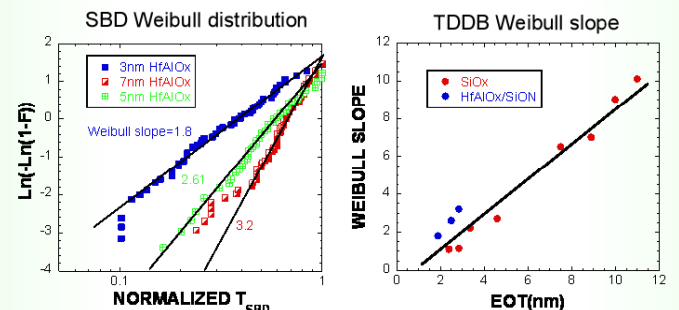 SBD Weibull distribution
TDDB Weibull slope
Ln(-Ln(1-F))
2
1
0
-1
-2
-3
-4
3nm HfAlOx
7nm HfAlOx
5nm HfAlOx
Weibull slope=1.8
2.61
3.2
0.1
1
NORMALIZED T_SBD
WEIBULL SLOPE
12
10
8
6
4
2
0
SiOx
HfAlOx/SiON
0 2 4 6 8 10 12
EOT(nm)